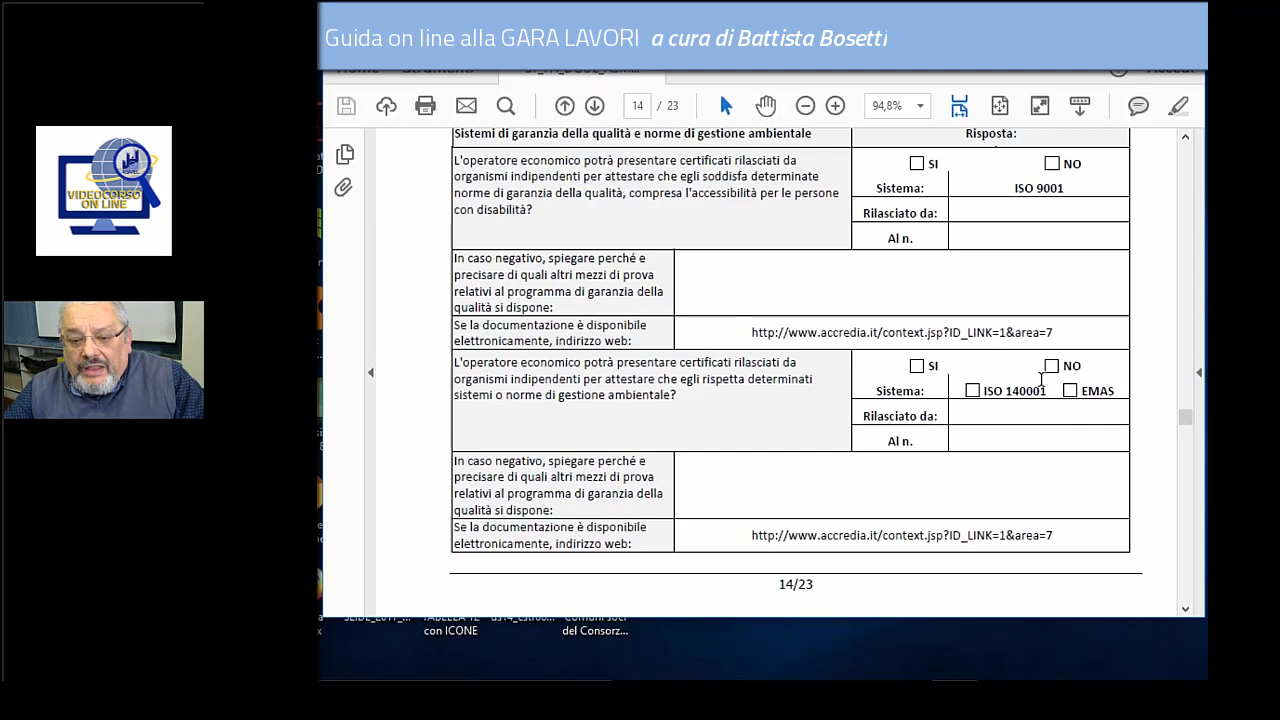 Guida on line alla GARA LAVORI a cura di Battista Bosetti
14 / 23
94,8%
VIDEOCORSO
ON LINE
Sistemi di garanzia della qualità e norme di gestione ambientale
Risposta:
L'operatore economico potrà presentare certificati rilasciati da
organismi indipendenti per attestare che egli soddisfa determinate
norme di garanzia della qualità, compresa l'accessibilità per le persone
con disabilità?
SI
NO
Sistema:
ISO 9001
Rilasciato da:
Al n.
In caso negativo, spiegare perché e
precisare di quali altri mezzi di prova
relativi al programma di garanzia della
qualità si dispone:
Se la documentazione è disponibile
elettronicamente, indirizzo web:
http://www.accredia.it/context.jsp?ID_LINK=1&area=7
L'operatore economico potrà presentare certificati rilasciati da
organismi indipendenti per attestare che egli rispetta determinati
sistemi o norme di gestione ambientale?
SI
NO
Sistema:
ISO 140001
EMAS
Rilasciato da:
Al n.
In caso negativo, spiegare perché e
precisare di quali altri mezzi di prova
relativi al programma di garanzia della
qualità si dispone:
Se la documentazione è disponibile
elettronicamente, indirizzo web:
http://www.accredia.it/context.jsp?ID_LINK=1&area=7
14/23
con ICONE
del Consorz...